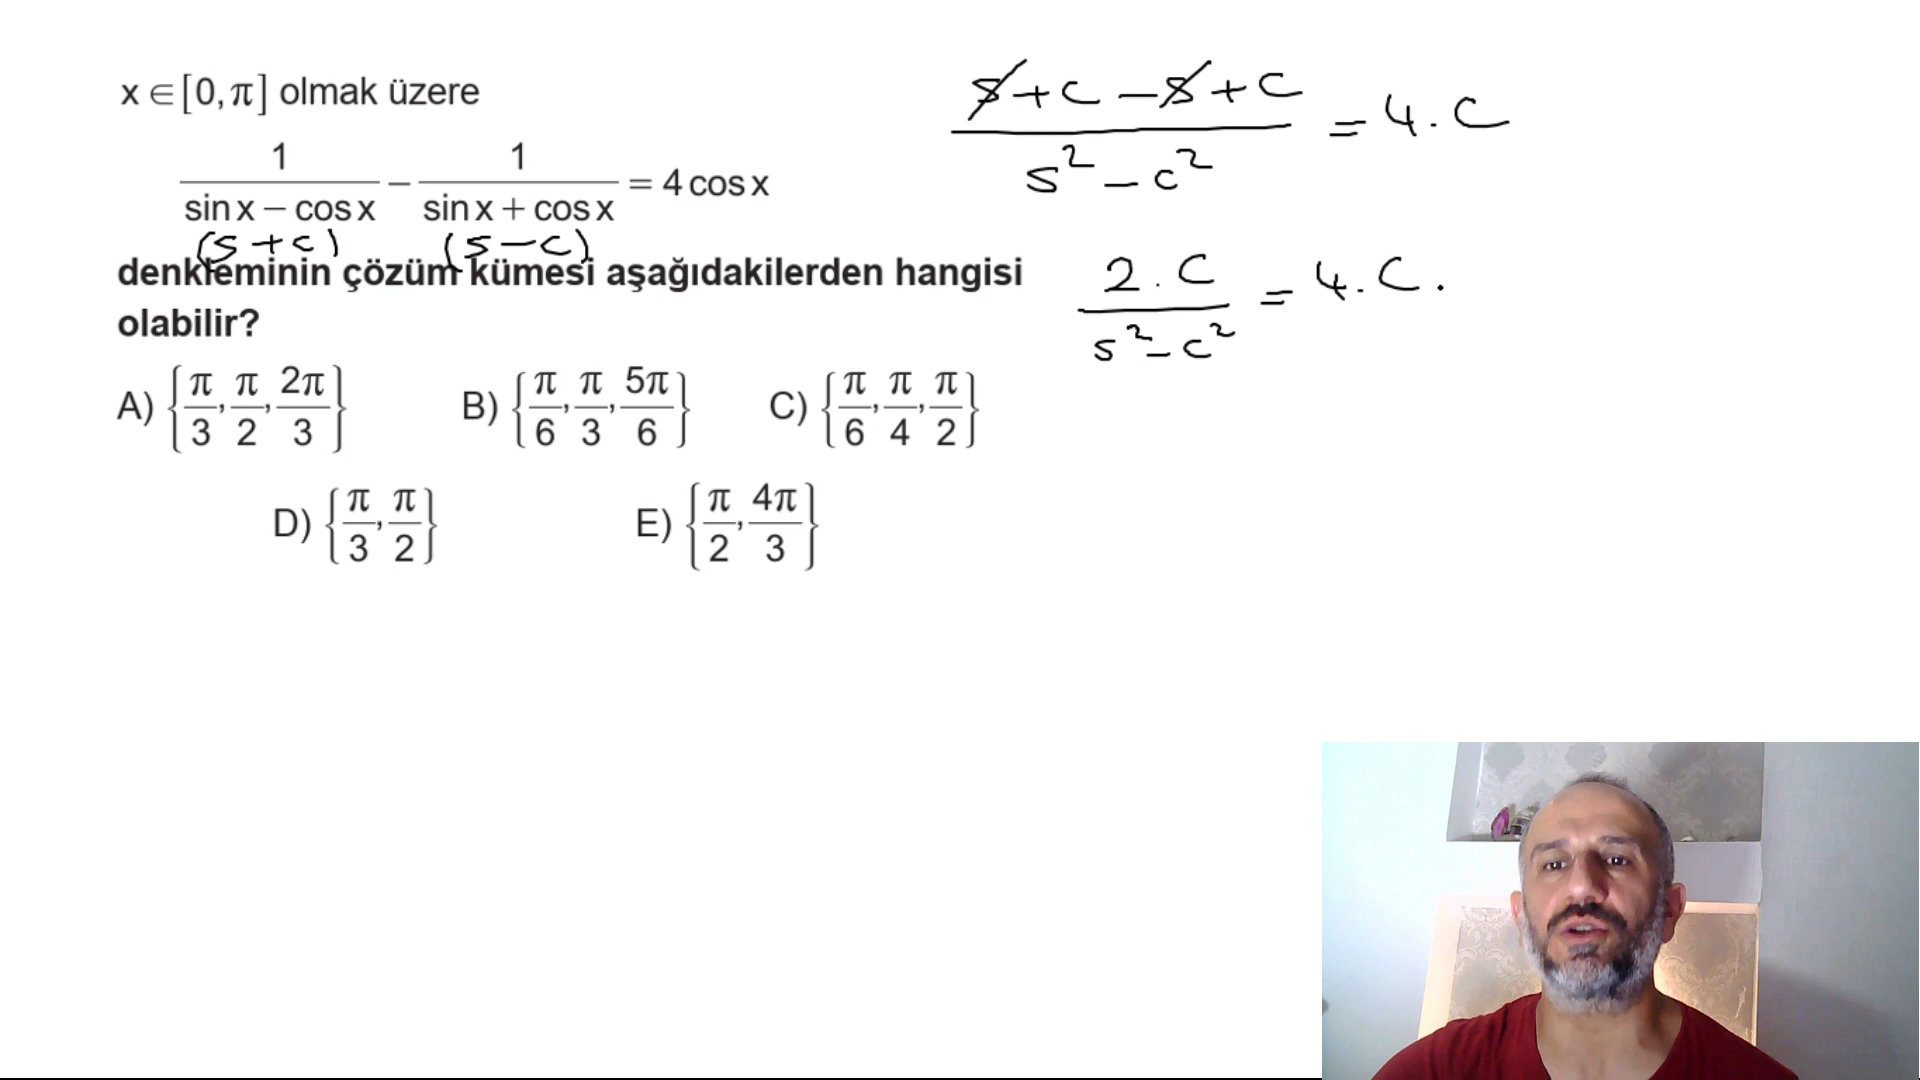 x ∈ [0, π] olmak üzere
1/(sin x − cos x) − 1/(sin x + cos x) = 4 cos x
(s + c) (s − c)
denkleminin çözüm kümesi aşağıdakilerden hangisi
olabilir?
A) {π/3, π/2, 2π/3} B) {π/6, π/3, 5π/6} C) {π/6, π/4, π/2}
D) {π/3, π/2} E) {π/2, 4π/3}
(s + c − s + c)/(s² − c²) = 4 . c
(2 . c)/(s² − c²) = 4 . c .